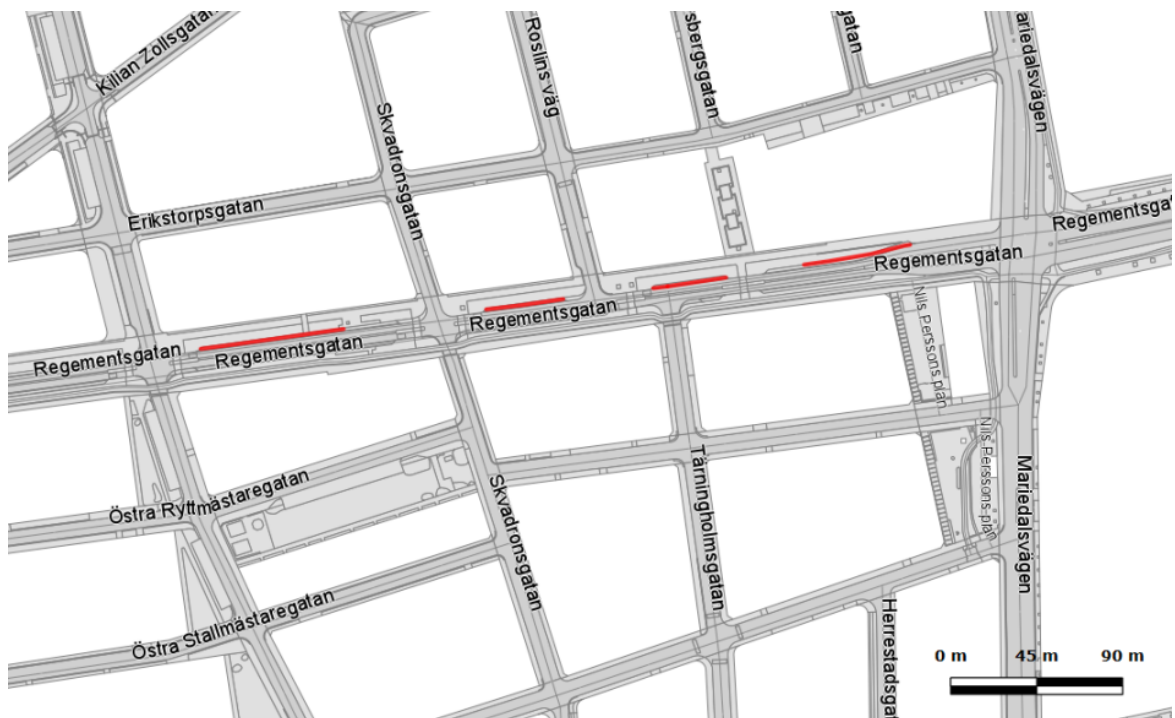 Kilian Zollsgatan
Roslins väg
sbergsgatan
gatan
ariedalsvägen
Skvadronsgatan
Erikstorpsgatan
Regementsgat
Regementsgatan
Regementsgatan
Regementsgatan
Regementsgatan
Nils Perssons plan
Östra Ryttmästaregatan
Skvadronsgatan
Tärningholmsgatan
Nils Perssons plan
Mariedalsvägen
Östra Stallmästaregatan
Herrestadsgat
0 m 45 m 90 m